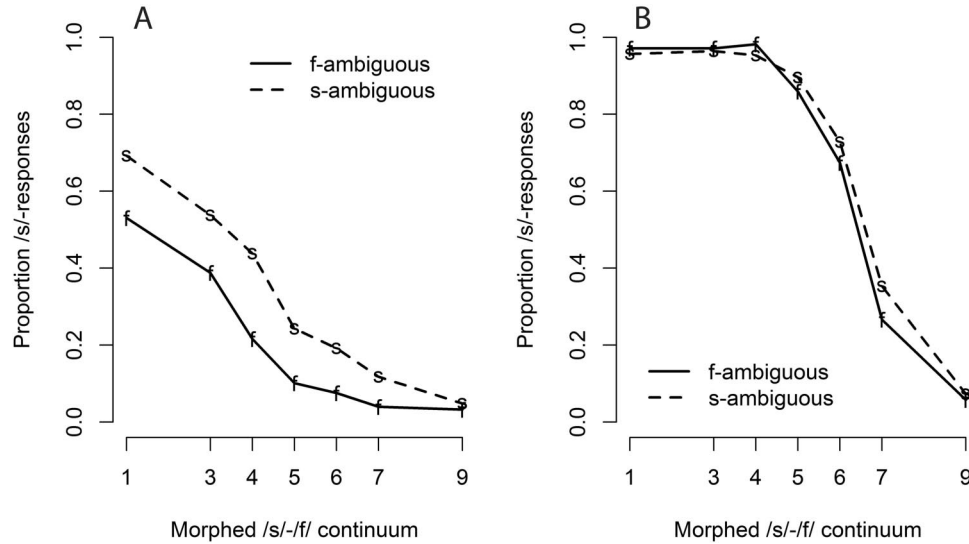 A
B
f-ambiguous
s-ambiguous
Proportion /s/-responses
0.0 0.2 0.4 0.6 0.8 1.0
s s s s s s s
f f f f f f f
1 3 4 5 6 7 9
Morphed /s/-/f/ continuum
Proportion /s/-responses
0.0 0.2 0.4 0.6 0.8 1.0
f f f f f f f
s s s s s s s
f-ambiguous
s-ambiguous
1 3 4 5 6 7 9
Morphed /s/-/f/ continuum